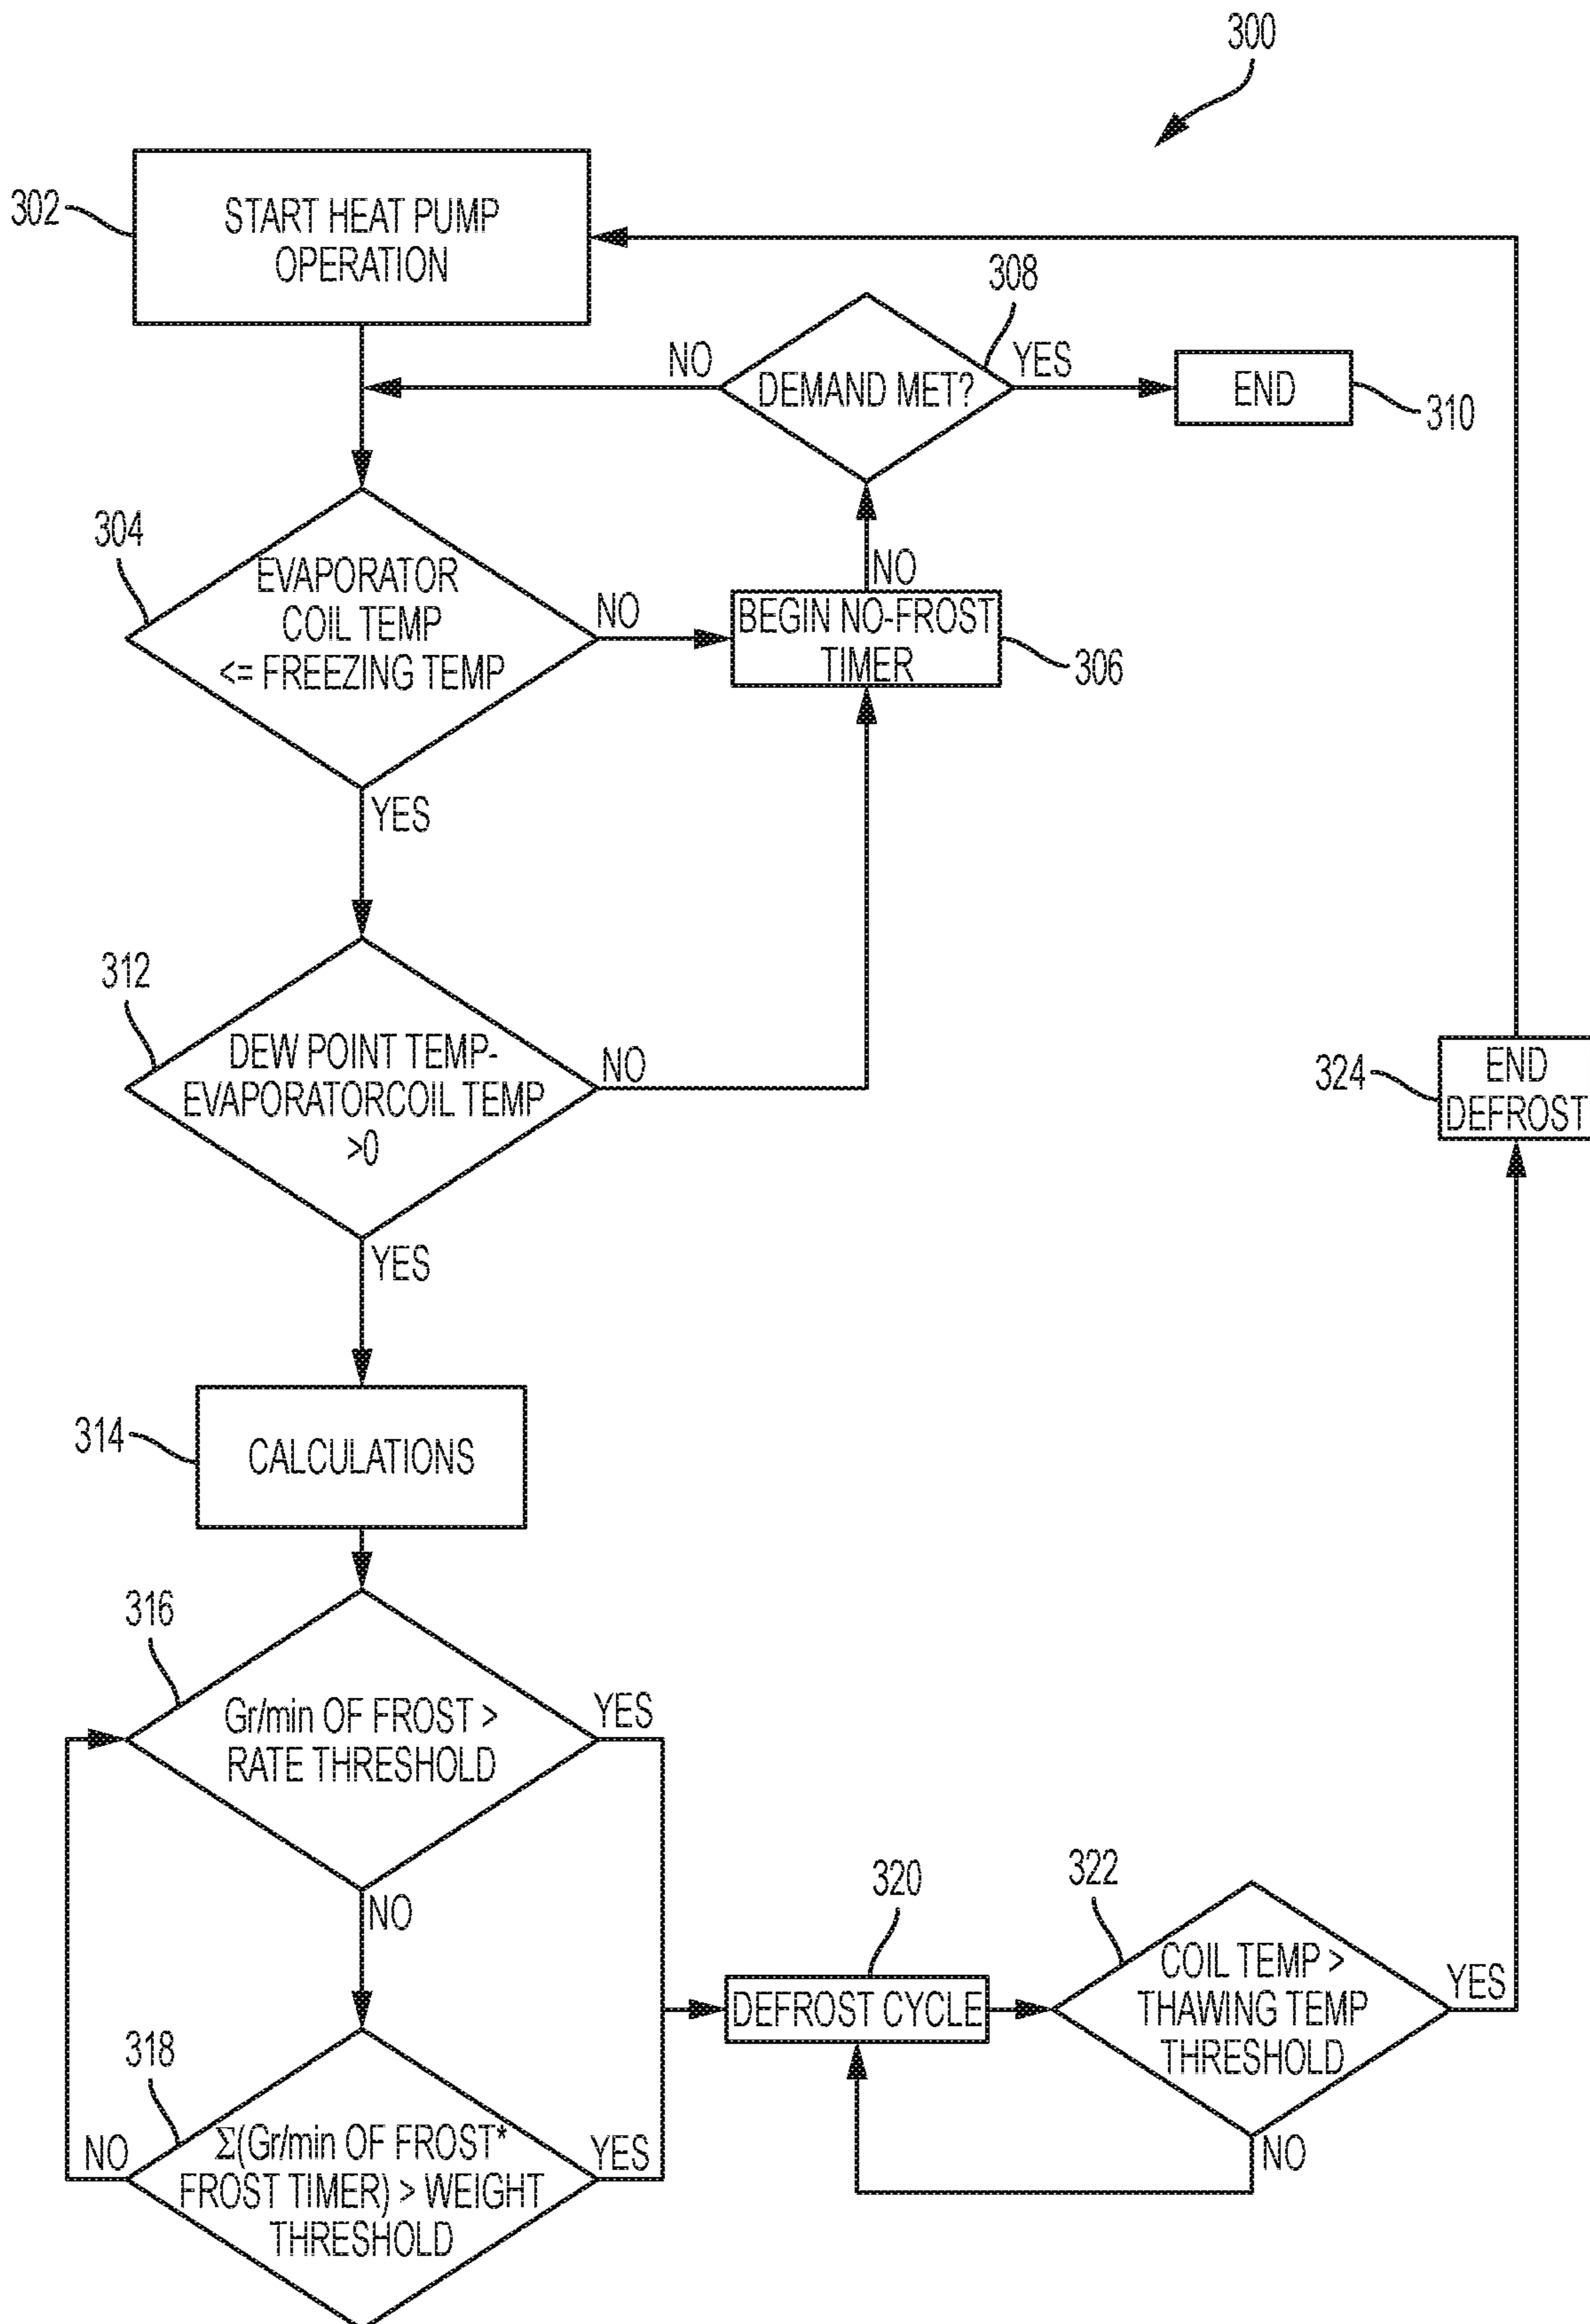 300
302
START HEAT PUMP
OPERATION
308
NO
DEMAND MET?
YES
END
310
304
EVAPORATOR
COIL TEMP
<= FREEZING TEMP
NO
NO
BEGIN NO-FROST
TIMER
306
YES
312
DEW POINT TEMP-
EVAPORATORCOIL TEMP
>0
NO
324
END
DEFROST
YES
314
CALCULATIONS
316
Gr/min OF FROST >
RATE THRESHOLD
YES
NO
320
DEFROST CYCLE
322
COIL TEMP >
THAWING TEMP
THRESHOLD
YES
NO
318
NO
Σ(Gr/min OF FROST*
FROST TIMER) > WEIGHT
THRESHOLD
YES